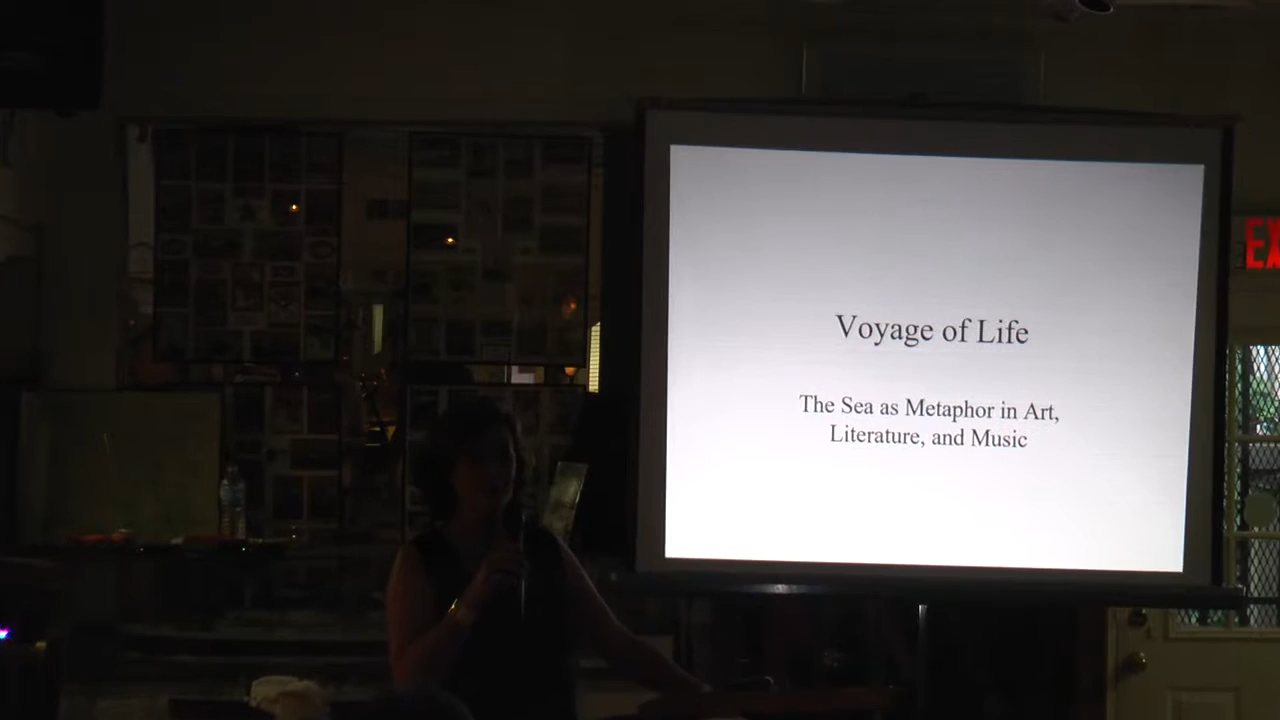 Voyage of Life
The Sea as Metaphor in Art,
Literature, and Music
EX